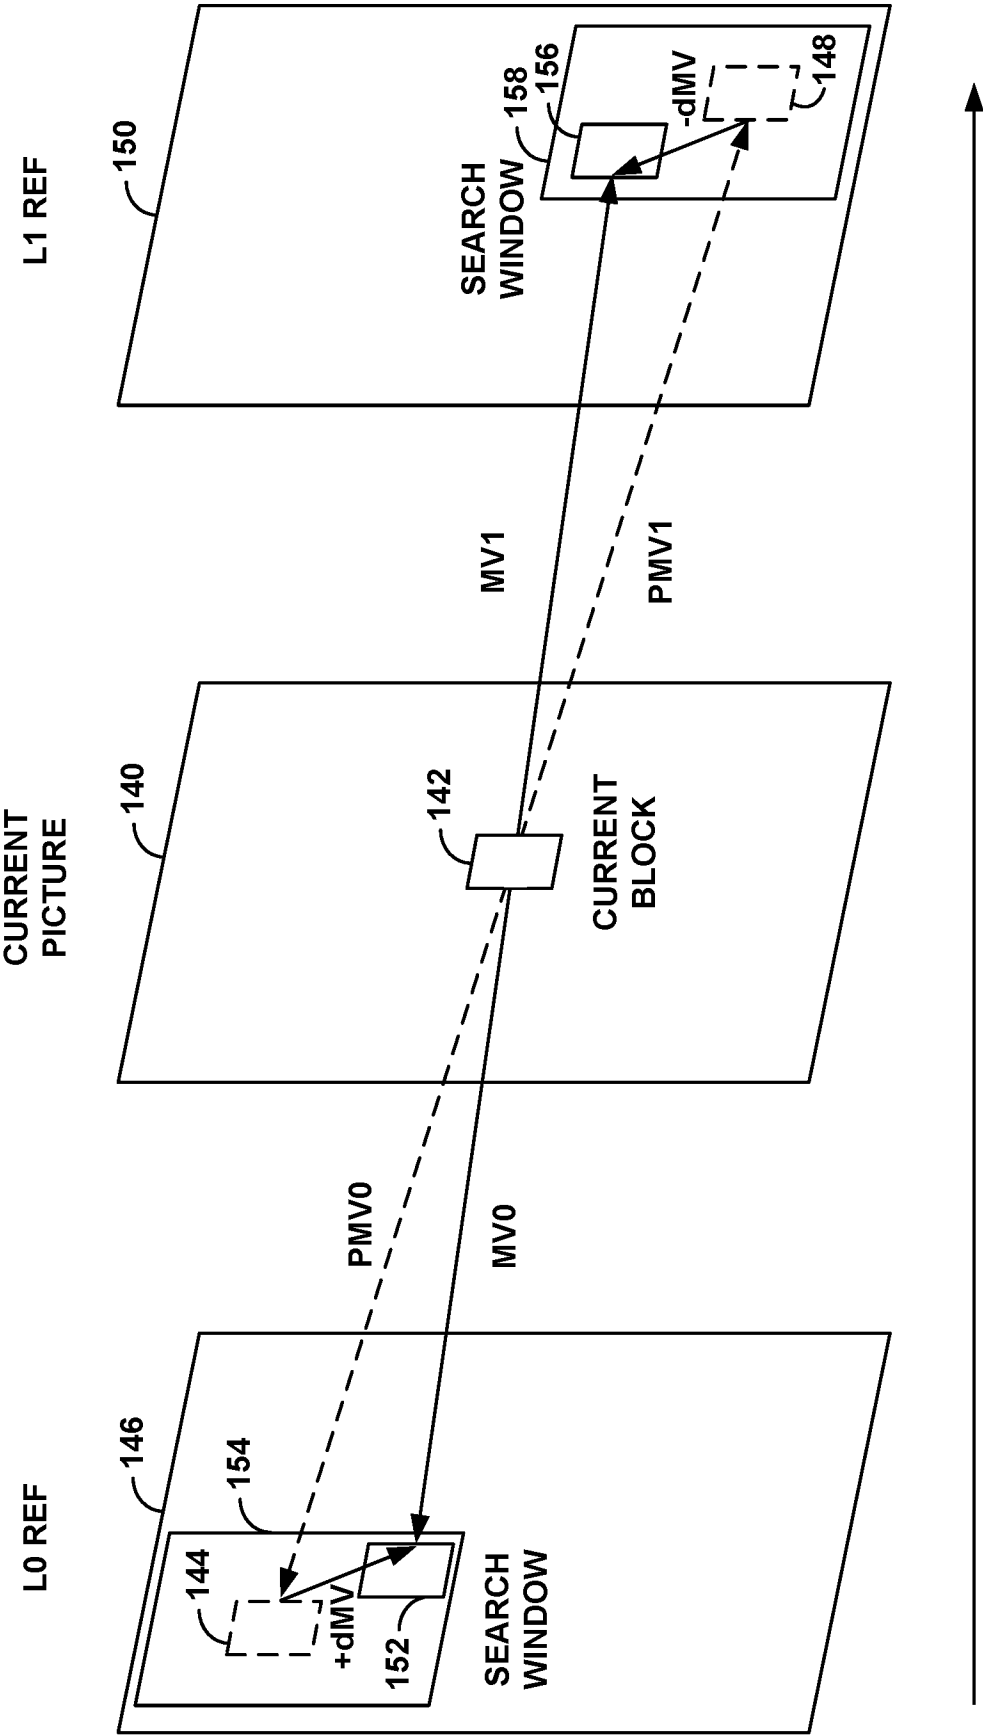 L0 REF
CURRENT
PICTURE
L1 REF
146
140
150
154
144
+dMV
152
SEARCH
WINDOW
PMV0
MV0
142
CURRENT
BLOCK
MV1
PMV1
SEARCH
WINDOW
158
156
-dMV
148